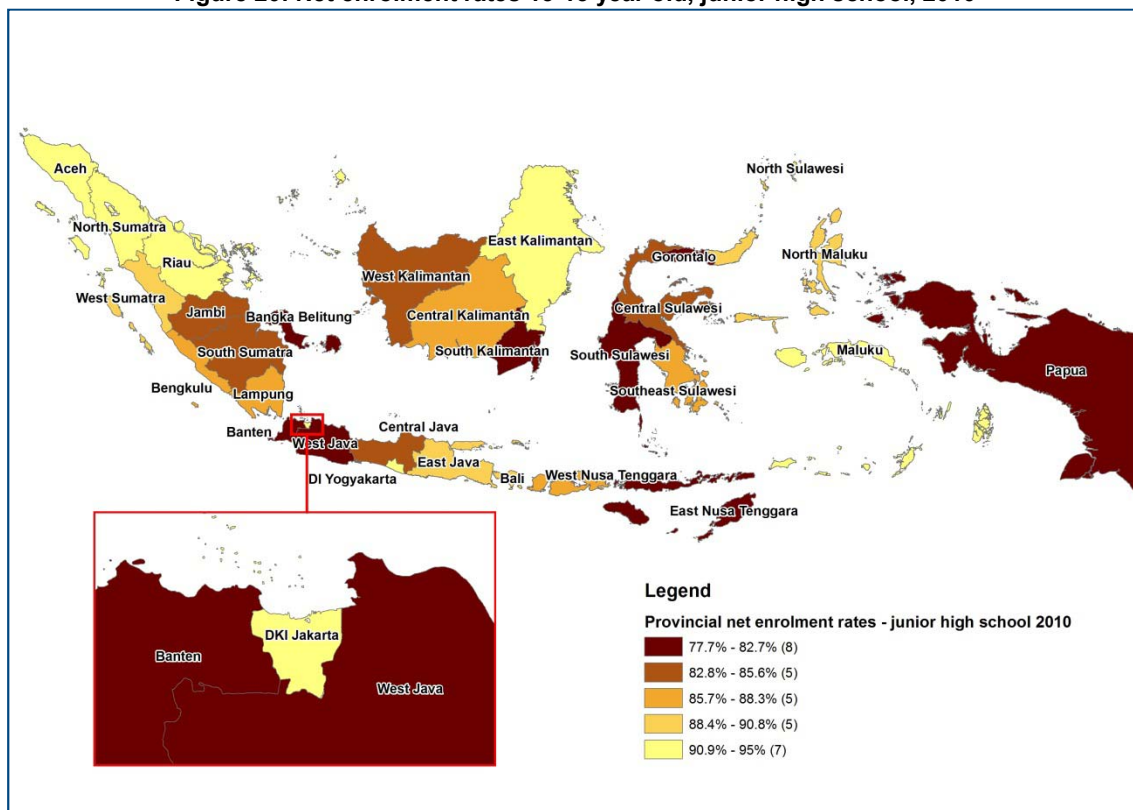 Aceh
North Sumatra
Riau
West Sumatra
Jambi
Bangka Belitung
South Sumatra
Bengkulu
Lampung
Banten
West Java
Central Java
East Java
DI Yogyakarta
Bali
West Nusa Tenggara
East Nusa Tenggara
West Kalimantan
Central Kalimantan
East Kalimantan
South Kalimantan
North Sulawesi
Gorontalo
Central Sulawesi
South Sulawesi
Southeast Sulawesi
North Maluku
Maluku
Papua
DKI Jakarta
Banten
West Java
Legend
Provincial net enrolment rates - junior high school 2010
77.7% - 82.7% (8)
82.8% - 85.6% (5)
85.7% - 88.3% (5)
88.4% - 90.8% (5)
90.9% - 95% (7)